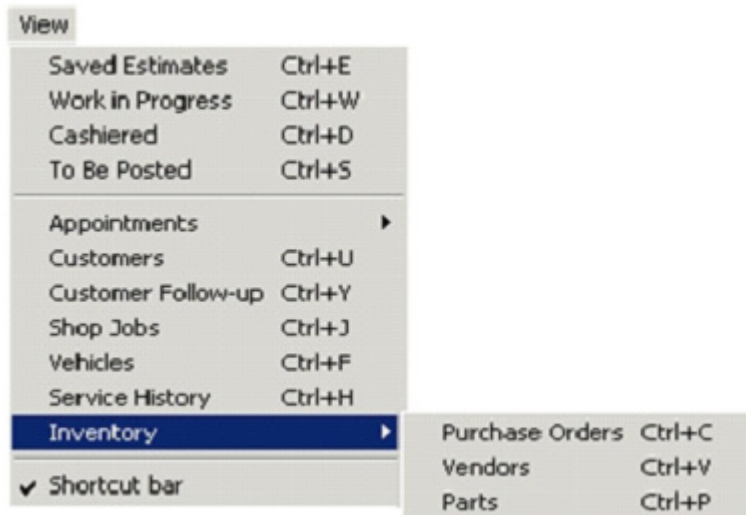 View
Saved Estimates Ctrl+E
Work in Progress Ctrl+W
Cashiered Ctrl+D
To Be Posted Ctrl+S
Appointments
Customers Ctrl+U
Customer Follow-up Ctrl+Y
Shop Jobs Ctrl+J
Vehicles Ctrl+F
Service History Ctrl+H
Inventory
Purchase Orders Ctrl+C
Vendors Ctrl+V
Parts Ctrl+P
Shortcut bar